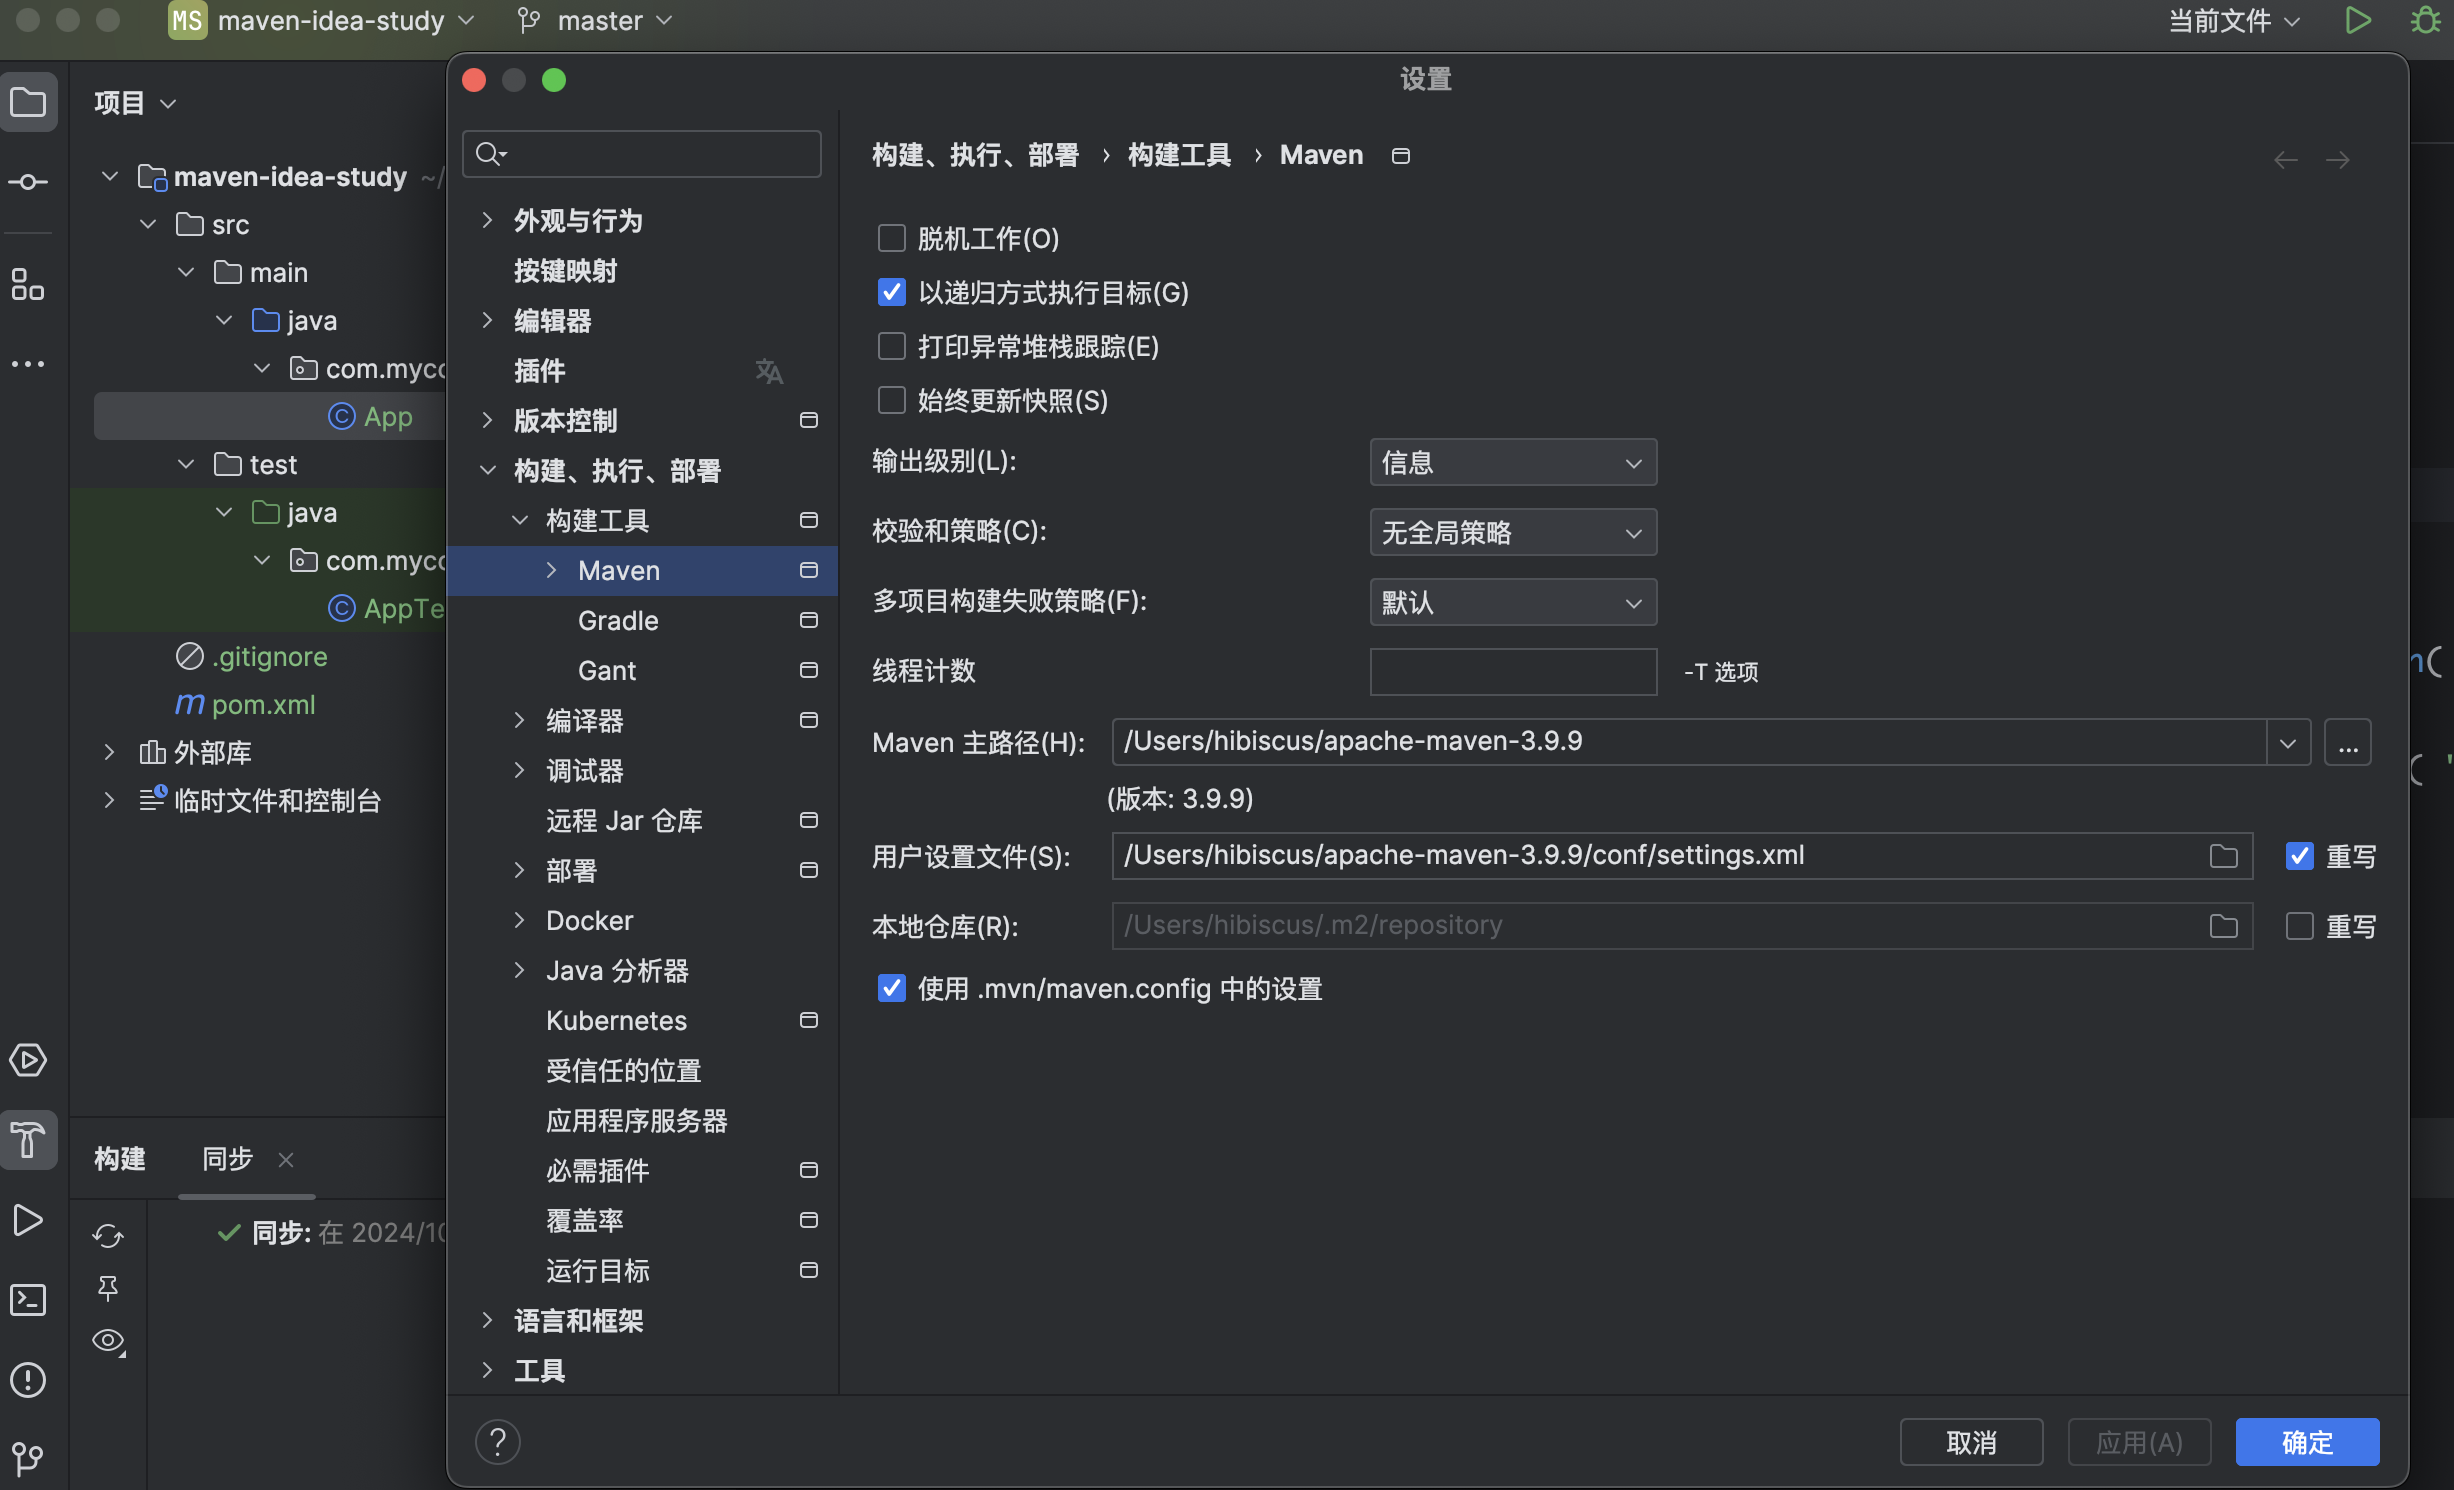 MS maven-idea-study master 当前文件
项目
maven-idea-study ~/
src
main
java
com.myco
App
test
java
com.myco
AppTe
.gitignore
m pom.xml
外部库
临时文件和控制台
构建 同步
同步: 在 2024/10
设置
外观与行为
按键映射
编辑器
插件
版本控制
构建、执行、部署
构建工具
Maven
Gradle
Gant
编译器
调试器
远程 Jar 仓库
部署
Docker
Java 分析器
Kubernetes
受信任的位置
应用程序服务器
必需插件
覆盖率
运行目标
语言和框架
工具
构建、执行、部署 › 构建工具 › Maven
脱机工作(O)
以递归方式执行目标(G)
打印异常堆栈跟踪(E)
始终更新快照(S)
输出级别(L): 信息
校验和策略(C): 无全局策略
多项目构建失败策略(F): 默认
线程计数 -T 选项
Maven 主路径(H): /Users/hibiscus/apache-maven-3.9.9 ...
(版本: 3.9.9)
用户设置文件(S): /Users/hibiscus/apache-maven-3.9.9/conf/settings.xml 重写
本地仓库(R): /Users/hibiscus/.m2/repository 重写
使用 .mvn/maven.config 中的设置
? 取消 应用(A) 确定
n(
( "